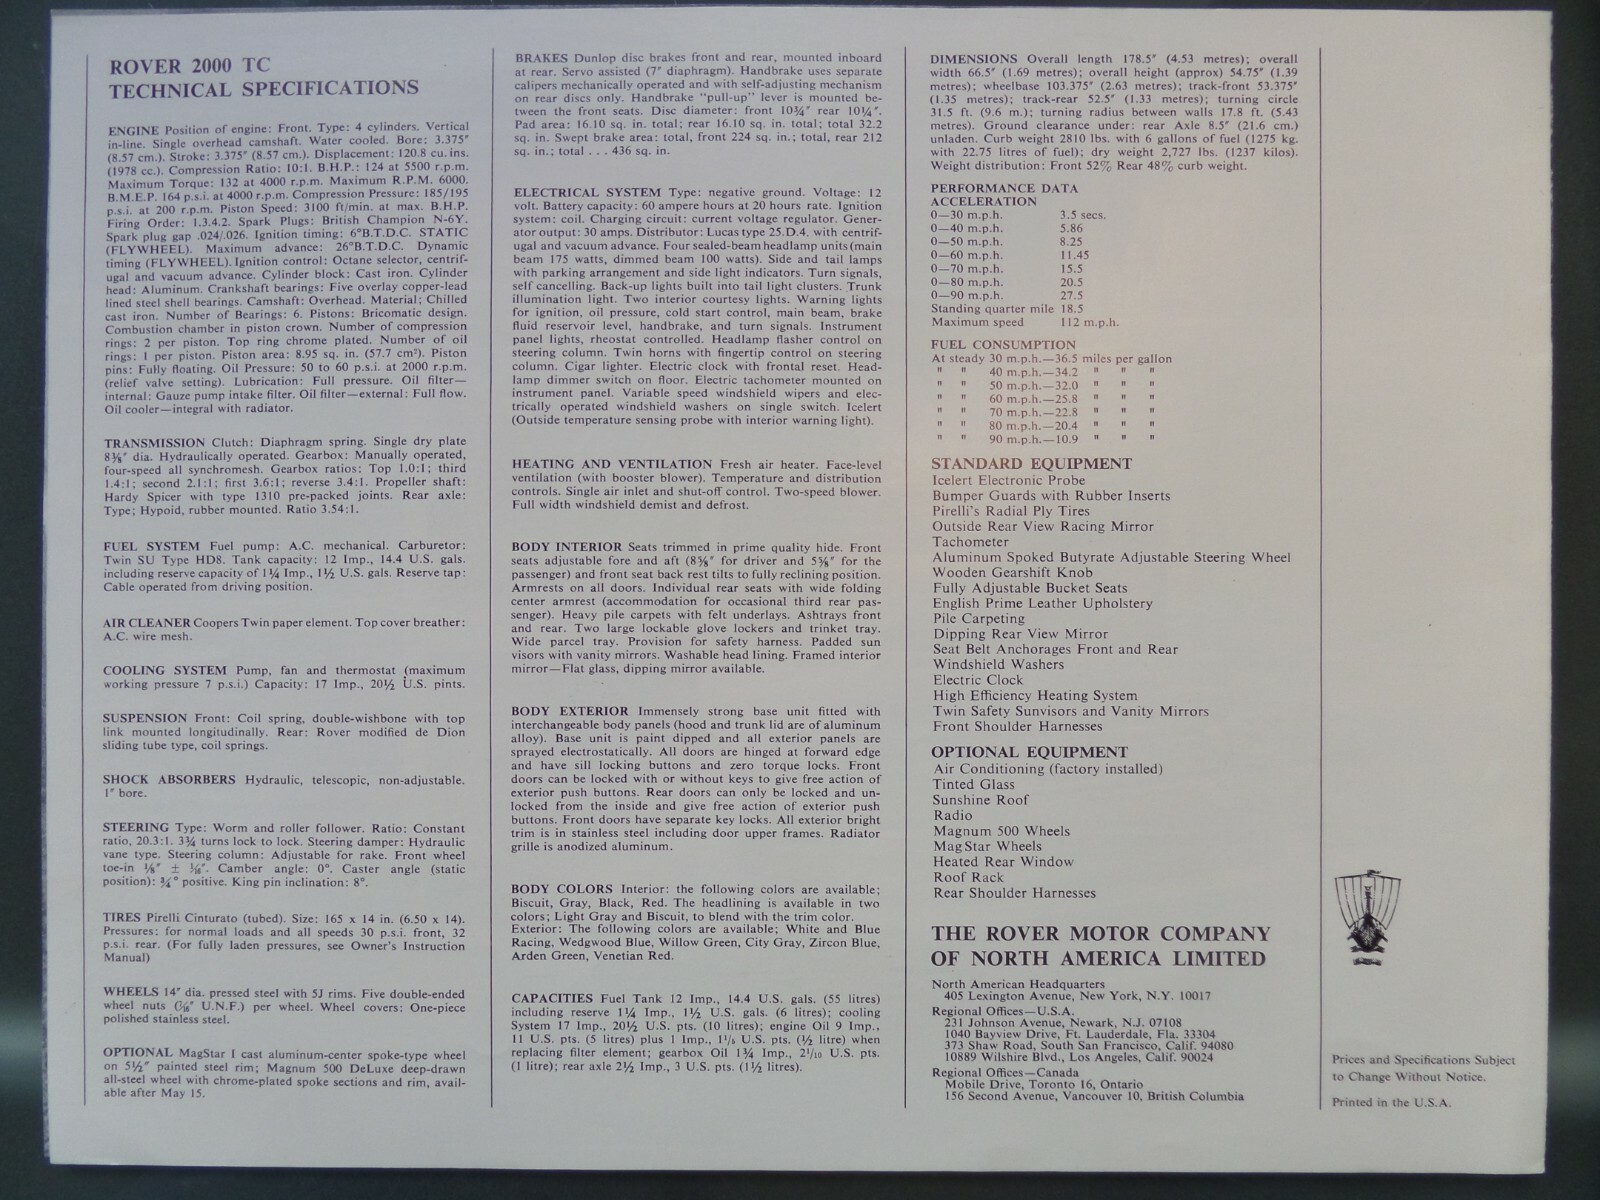 ROVER 2000 TC
TECHNICAL SPECIFICATIONS
ENGINE Position of engine: Front. Type: 4 cylinders. Vertical
in-line. Single overhead camshaft. Water cooled. Bore: 3.375″
(8.57 cm.). Stroke: 3.375″ (8.57 cm.). Displacement: 120.8 cu. ins.
(1978 cc.). Compression Ratio: 10:1. B.H.P.: 124 at 5500 r.p.m.
Maximum Torque: 132 at 4000 r.p.m. Maximum R.P.M. 6000.
B.M.E.P. 164 p.s.i. at 4000 r.p.m. Compression Pressure: 185/195
p.s.i. at 200 r.p.m. Piston Speed: 3100 ft/min. at max. B.H.P.
Firing Order: 1.3.4.2. Spark Plugs: British Champion N-6Y.
Spark plug gap .024/.026. Ignition timing: 6°B.T.D.C. STATIC
(FLYWHEEL). Maximum advance: 26°B.T.D.C. Dynamic
timing (FLYWHEEL). Ignition control: Octane selector, centrif-
ugal and vacuum advance. Cylinder block: Cast iron. Cylinder
head: Aluminum. Crankshaft bearings: Five overlay copper-lead
lined steel shell bearings. Camshaft: Overhead. Material; Chilled
cast iron. Number of Bearings: 6. Pistons: Bricomatic design.
Combustion chamber in piston crown. Number of compression
rings: 2 per piston. Top ring chrome plated. Number of oil
rings: 1 per piston. Piston area: 8.95 sq. in. (57.7 cm²). Piston
pins: Fully floating. Oil Pressure: 50 to 60 p.s.i. at 2000 r.p.m.
(relief valve setting). Lubrication: Full pressure. Oil filter—
internal: Gauze pump intake filter. Oil filter—external: Full flow.
Oil cooler—integral with radiator.
TRANSMISSION Clutch: Diaphragm spring. Single dry plate
8½″ dia. Hydraulically operated. Gearbox: Manually operated,
four-speed all synchromesh. Gearbox ratios: Top 1.0:1; third
1.4:1; second 2.1:1; first 3.6:1; reverse 3.4:1. Propeller shaft:
Hardy Spicer with type 1310 pre-packed joints. Rear axle:
Type; Hypoid, rubber mounted. Ratio 3.54:1.
FUEL SYSTEM Fuel pump: A.C. mechanical. Carburetor:
Twin SU Type HD8. Tank capacity: 12 Imp., 14.4 U.S. gals.
including reserve capacity of 1¼ Imp., 1½ U.S. gals. Reserve tap:
Cable operated from driving position.
AIR CLEANER Coopers Twin paper element. Top cover breather:
A.C. wire mesh.
COOLING SYSTEM Pump, fan and thermostat (maximum
working pressure 7 p.s.i.) Capacity: 17 Imp., 20½ U.S. pints.
SUSPENSION Front: Coil spring, double-wishbone with top
link mounted longitudinally. Rear: Rover modified de Dion
sliding tube type, coil springs.
SHOCK ABSORBERS Hydraulic, telescopic, non-adjustable.
1″ bore.
STEERING Type: Worm and roller follower. Ratio: Constant
ratio, 20.3:1. 3¾ turns lock to lock. Steering damper: Hydraulic
vane type. Steering column: Adjustable for rake. Front wheel
toe-in ⅛″ ± 1/16″. Camber angle: 0°. Caster angle (static
position): ¾° positive. King pin inclination: 8°.
TIRES Pirelli Cinturato (tubed). Size: 165 x 14 in. (6.50 x 14).
Pressures: for normal loads and all speeds 30 p.s.i. front, 32
p.s.i. rear. (For fully laden pressures, see Owner's Instruction
Manual)
WHEELS 14″ dia. pressed steel with 5J rims. Five double-ended
wheel nuts U.N.F.) per wheel. Wheel covers: One-piece
polished stainless steel.
OPTIONAL MagStar I cast aluminum-center spoke-type wheel
on 5½″ painted steel rim; Magnum 500 DeLuxe deep-drawn
all-steel wheel with chrome-plated spoke sections and rim, avail-
able after May 15.
BRAKES Dunlop disc brakes front and rear, mounted inboard
at rear. Servo assisted (7″ diaphragm). Handbrake uses separate
calipers mechanically operated and with self-adjusting mechanism
on rear discs only. Handbrake "pull-up" lever is mounted be-
tween the front seats. Disc diameter: front 10¾″ rear 10¼″.
Pad area: 16.10 sq. in. total; rear 16.10 sq. in. total; total 32.2
sq. in. Swept brake area: total, front 224 sq. in.; total, rear 212
sq. in.; total . . . 436 sq. in.
ELECTRICAL SYSTEM Type: negative ground. Voltage: 12
volt. Battery capacity: 60 ampere hours at 20 hours rate. Ignition
system: coil. Charging circuit: current voltage regulator. Gener-
ator output: 30 amps. Distributor: Lucas type 25.D.4, with centrif-
ugal and vacuum advance. Four sealed-beam headlamp units (main
beam 175 watts, dimmed beam 100 watts). Side and tail lamps
with parking arrangement and side light indicators. Turn signals,
self cancelling. Back-up lights built into tail light clusters. Trunk
illumination light. Two interior courtesy lights. Warning lights
for ignition, oil pressure, cold start control, main beam, brake
fluid reservoir level, handbrake, and turn signals. Instrument
panel lights, rheostat controlled. Headlamp flasher control on
steering column. Twin horns with fingertip control on steering
column. Cigar lighter. Electric clock with frontal reset. Head-
lamp dimmer switch on floor. Electric tachometer mounted on
instrument panel. Variable speed windshield wipers and elec-
trically operated windshield washers on single switch. Icelert
(Outside temperature sensing probe with interior warning light).
HEATING AND VENTILATION Fresh air heater. Face-level
ventilation (with booster blower). Temperature and distribution
controls. Single air inlet and shut-off control. Two-speed blower.
Full width windshield demist and defrost.
BODY INTERIOR Seats trimmed in prime quality hide. Front
seats adjustable fore and aft (8⅝″ for driver and 5⅝″ for the
passenger) and front seat back rest tilts to fully reclining position.
Armrests on all doors. Individual rear seats with wide folding
center armrest (accommodation for occasional third rear pas-
senger). Heavy pile carpets with felt underlays. Ashtrays front
and rear. Two large lockable glove lockers and trinket tray.
Wide parcel tray. Provision for safety harness. Padded sun
visors with vanity mirrors. Washable head lining. Framed interior
mirror—Flat glass, dipping mirror available.
BODY EXTERIOR Immensely strong base unit fitted with
interchangeable body panels (hood and trunk lid are of aluminum
alloy). Base unit is paint dipped and all exterior panels are
sprayed electrostatically. All doors are hinged at forward edge
and have sill locking buttons and zero torque locks. Front
doors can be locked with or without keys to give free action of
exterior push buttons. Rear doors can only be locked and un-
locked from the inside and give free action of exterior push
buttons. Front doors have separate key locks. All exterior bright
trim is in stainless steel including door upper frames. Radiator
grille is anodized aluminum.
BODY COLORS Interior: the following colors are available;
Biscuit, Gray, Black, Red. The headlining is available in two
colors; Light Gray and Biscuit, to blend with the trim color.
Exterior: The following colors are available; White and Blue
Racing, Wedgwood Blue, Willow Green, City Gray, Zircon Blue,
Arden Green, Venetian Red.
CAPACITIES Fuel Tank 12 Imp., 14.4 U.S. gals. (55 litres)
including reserve 1¼ Imp., 1½ U.S. gals. (6 litres); cooling
System 17 Imp., 20½ U.S. pts. (10 litres); engine Oil 9 Imp.,
11 U.S. pts. (5 litres) plus 1 Imp., 1⅕ U.S. pts. (½ litre) when
replacing filter element; gearbox Oil 1¾ Imp., 21/10 U.S. pts.
(1 litre); rear axle 2½ Imp., 3 U.S. pts. (1½ litres).
DIMENSIONS Overall length 178.5″ (4.53 metres); overall
width 66.5″ (1.69 metres); overall height (approx) 54.75″ (1.39
metres); wheelbase 103.375″ (2.63 metres); track-front 53.375″
(1.35 metres); track-rear 52.5″ (1.33 metres); turning circle
31.5 ft. (9.6 m.); turning radius between walls 17.8 ft. (5.43
metres). Ground clearance under: rear Axle 8.5″ (21.6 cm.)
unladen. Curb weight 2810 lbs. with 6 gallons of fuel (1275 kg.
with 22.75 litres of fuel); dry weight 2,727 lbs. (1237 kilos).
Weight distribution: Front 52% Rear 48% curb weight.
PERFORMANCE DATA
ACCELERATION
0—30 m.p.h. 3.5 secs.
0—40 m.p.h. 5.86
0—50 m.p.h. 8.25
0—60 m.p.h. 11.45
0—70 m.p.h. 15.5
0—80 m.p.h. 20.5
0—90 m.p.h. 27.5
Standing quarter mile 18.5
Maximum speed 112 m.p.h.
FUEL CONSUMPTION
At steady 30 m.p.h.—36.5 miles per gallon
" " 40 m.p.h.—34.2 " " "
" " 50 m.p.h.—32.0 " " "
" " 60 m.p.h.—25.8 " " "
" " 70 m.p.h.—22.8 " " "
" " 80 m.p.h.—20.4 " " "
" " 90 m.p.h.—10.9 " " "
STANDARD EQUIPMENT
Icelert Electronic Probe
Bumper Guards with Rubber Inserts
Pirelli's Radial Ply Tires
Outside Rear View Racing Mirror
Tachometer
Aluminum Spoked Butyrate Adjustable Steering Wheel
Wooden Gearshift Knob
Fully Adjustable Bucket Seats
English Prime Leather Upholstery
Pile Carpeting
Dipping Rear View Mirror
Seat Belt Anchorages Front and Rear
Windshield Washers
Electric Clock
High Efficiency Heating System
Twin Safety Sunvisors and Vanity Mirrors
Front Shoulder Harnesses
OPTIONAL EQUIPMENT
Air Conditioning (factory installed)
Tinted Glass
Sunshine Roof
Radio
Magnum 500 Wheels
MagStar Wheels
Heated Rear Window
Roof Rack
Rear Shoulder Harnesses
THE ROVER MOTOR COMPANY
OF NORTH AMERICA LIMITED
North American Headquarters
405 Lexington Avenue, New York, N.Y. 10017
Regional Offices—U.S.A.
231 Johnson Avenue, Newark, N.J. 07108
1040 Bayview Drive, Ft. Lauderdale, Fla. 33304
373 Shaw Road, South San Francisco, Calif. 94080
10889 Wilshire Blvd., Los Angeles, Calif. 90024
Regional Offices—Canada
Mobile Drive, Toronto 16, Ontario
156 Second Avenue, Vancouver 10, British Columbia
Prices and Specifications Subject
to Change Without Notice.
Printed in the U.S.A.